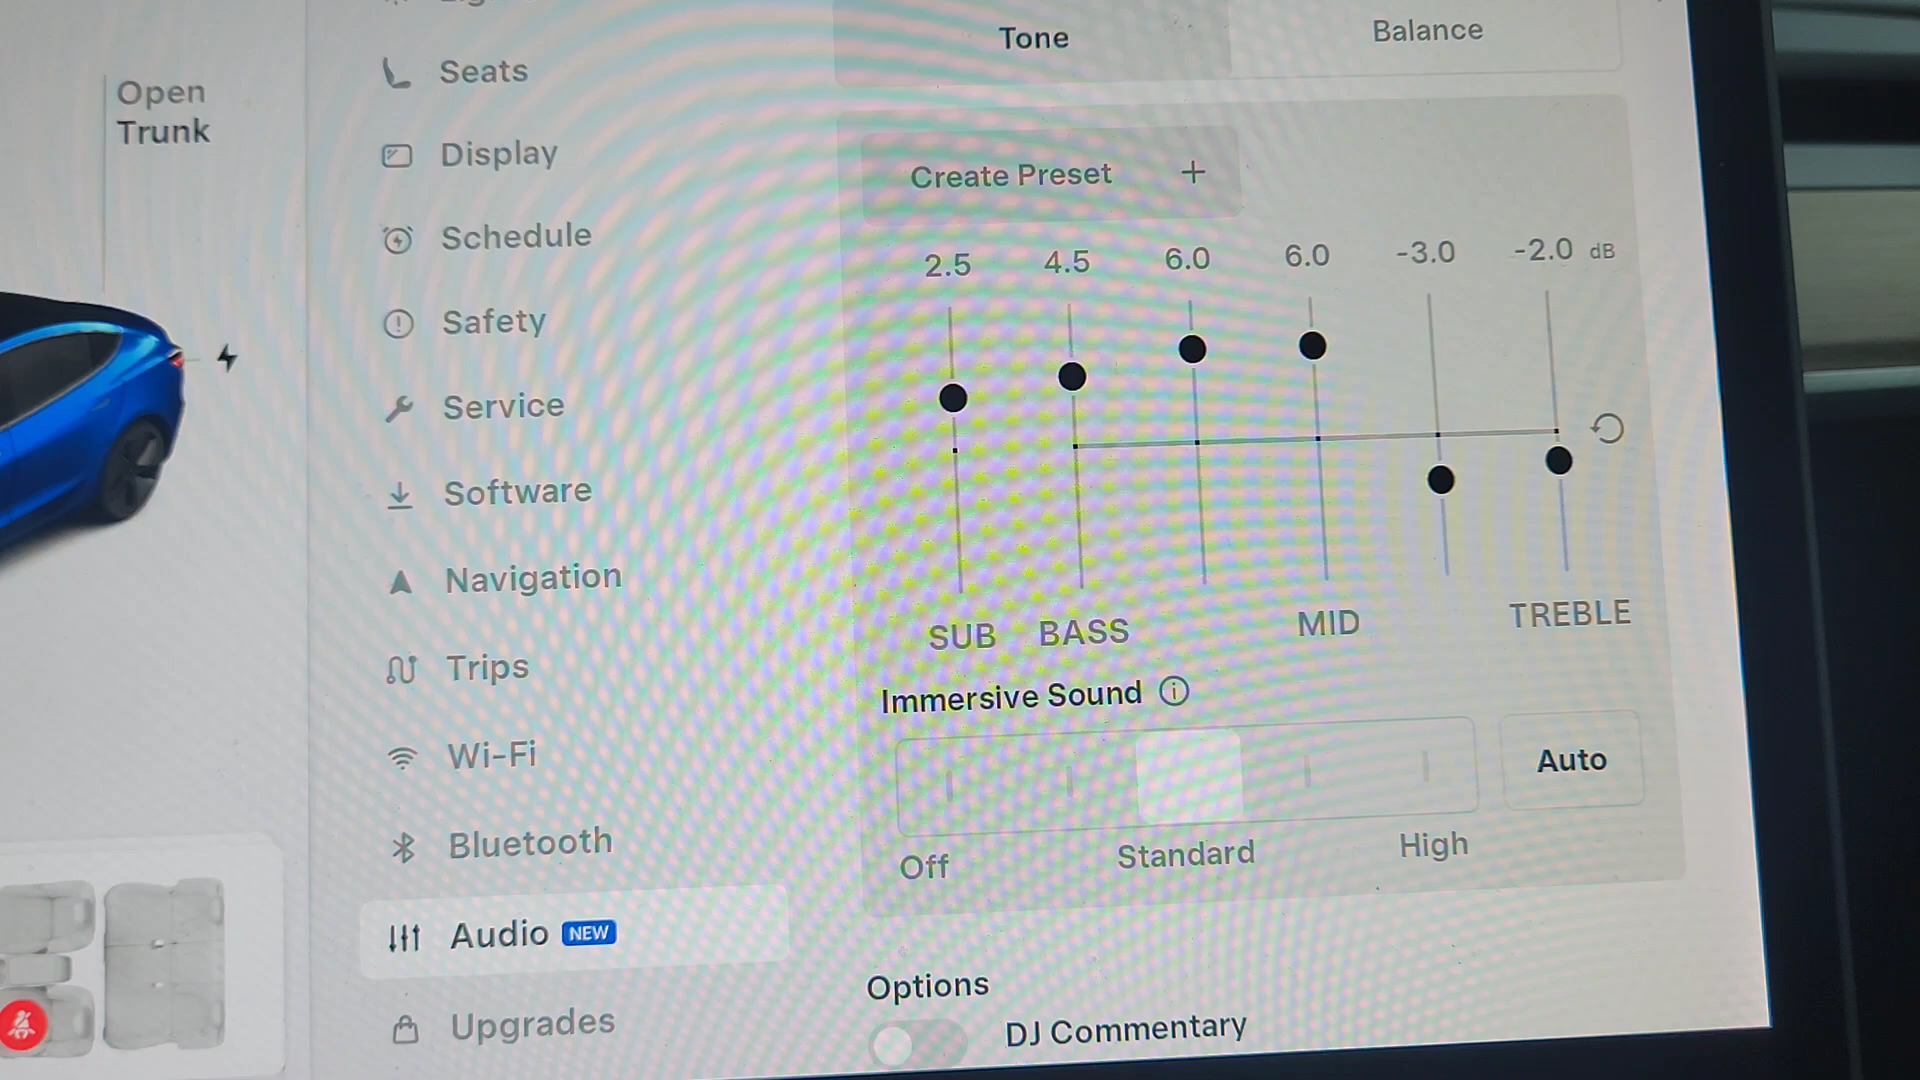 Open
Trunk
Seats
Display
Schedule
Safety
Service
Software
Navigation
Trips
Wi-Fi
Bluetooth
Audio NEW
Upgrades
Tone
Balance
Create Preset +
2.5 4.5 6.0 6.0 -3.0 -2.0 dB
SUB BASS MID TREBLE
Immersive Sound
Auto
Off Standard High
Options
DJ Commentary